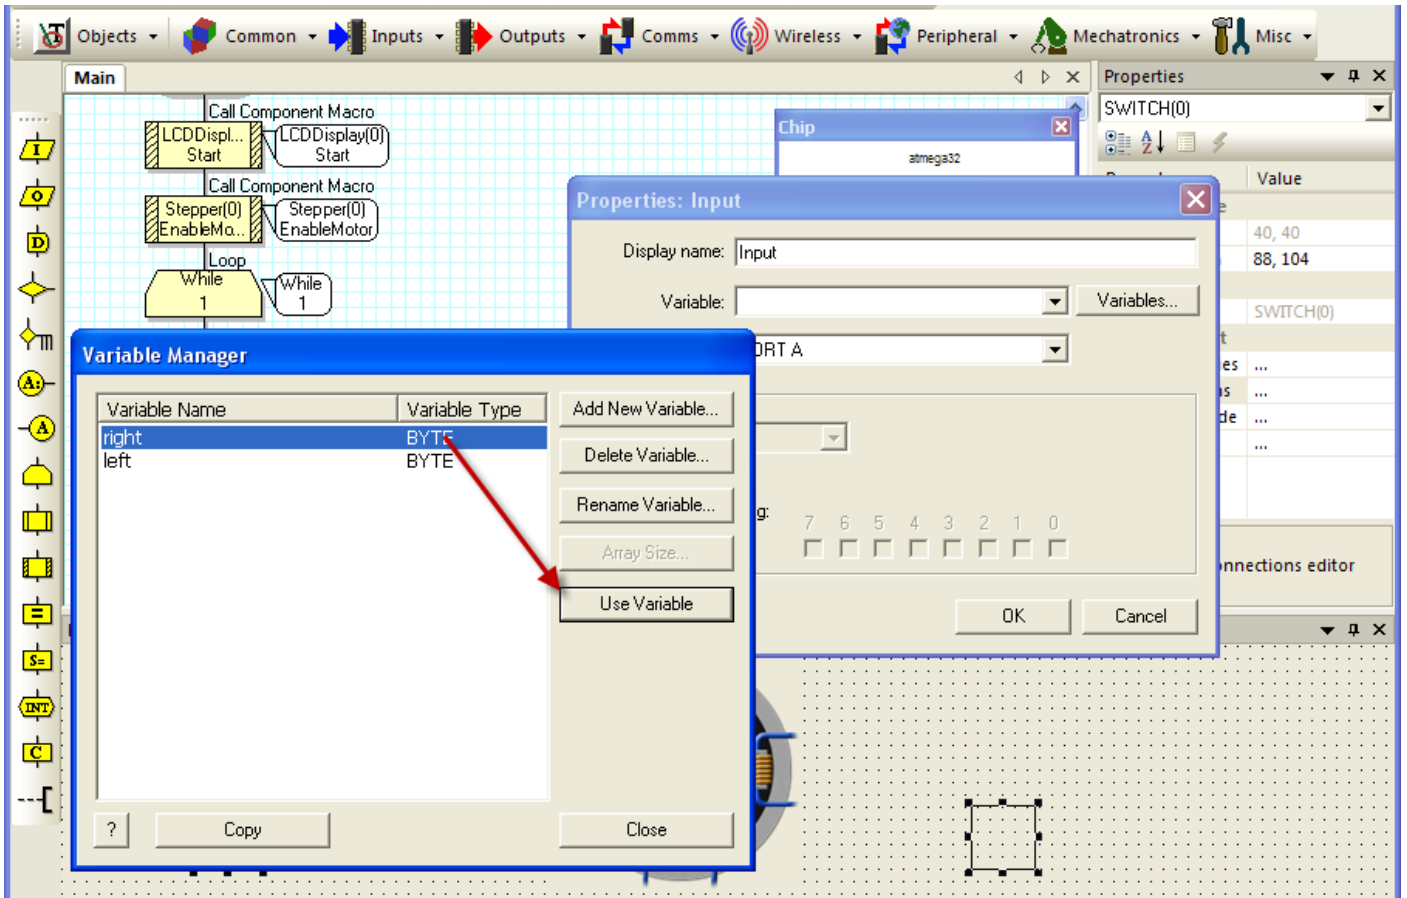 Objects
Common
Inputs
Outputs
Comms
Wireless
Peripheral
Mechatronics
Misc
Main
Properties
SWITCH(0)
Value
40, 40
88, 104
SWITCH(0)
es ...
...
de ...
...
nnections editor
Call Component Macro
LCDDispl...
Start
LCDDisplay(0)
Start
Call Component Macro
Stepper(0)
EnableMo...
Stepper(0)
EnableMotor
Loop
While
1
While
1
Chip
atmega32
Properties: Input
Display name: Input
Variable:
Variables...
ORT A
g:
7 6 5 4 3 2 1 0
OK
Cancel
Variable Manager
Variable Name Variable Type
right BYTE
left BYTE
Add New Variable...
Delete Variable...
Rename Variable...
Array Size...
Use Variable
? Copy Close
I
O
D
A:
A
=
S=
INT
C